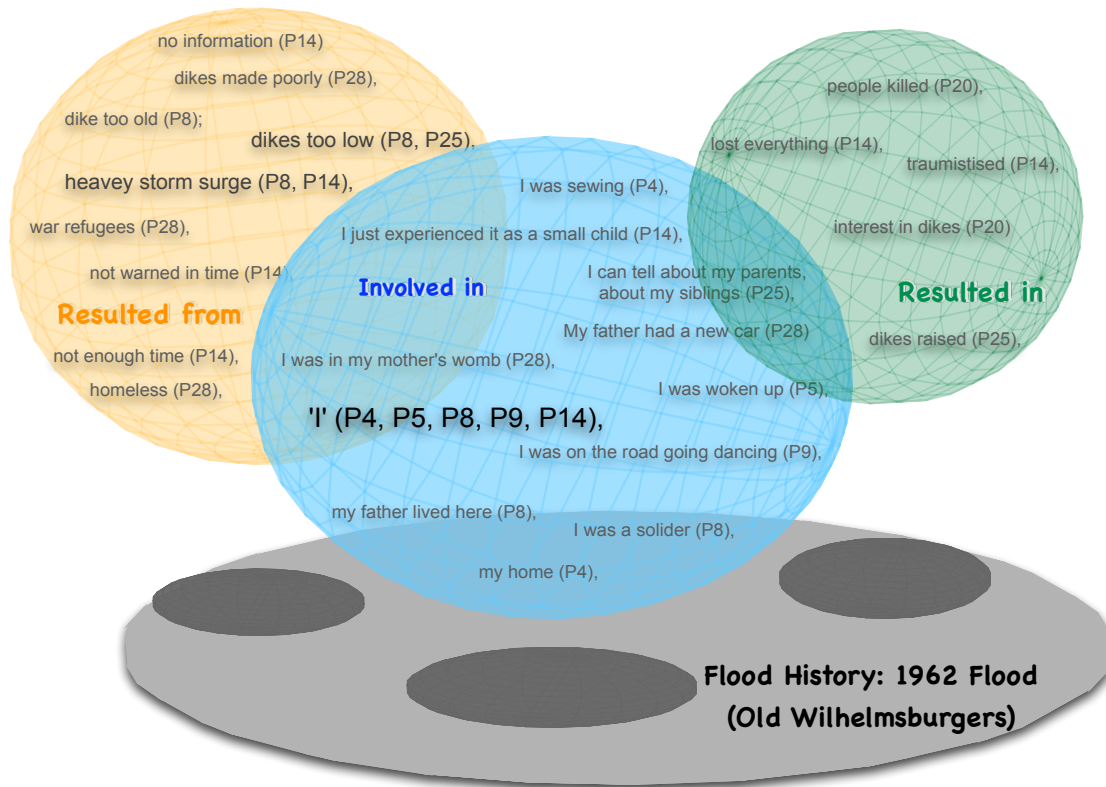 no information (P14)
dikes made poorly (P28),
dike too old (P8);
dikes too low (P8, P25),
heavey storm surge (P8, P14),
war refugees (P28),
not warned in time (P14),
Resulted from
not enough time (P14),
homeless (P28),
I was sewing (P4),
I just experienced it as a small child (P14),
I can tell about my parents,
about my siblings (P25),
Involved in
My father had a new car (P28)
I was in my mother's womb (P28),
I was woken up (P5),
'I' (P4, P5, P8, P9, P14),
I was on the road going dancing (P9),
my father lived here (P8),
I was a solider (P8),
my home (P4),
people killed (P20),
lost everything (P14),
traumistised (P14),
interest in dikes (P20)
Resulted in
dikes raised (P25),
Flood History: 1962 Flood
(Old Wilhelmsburgers)